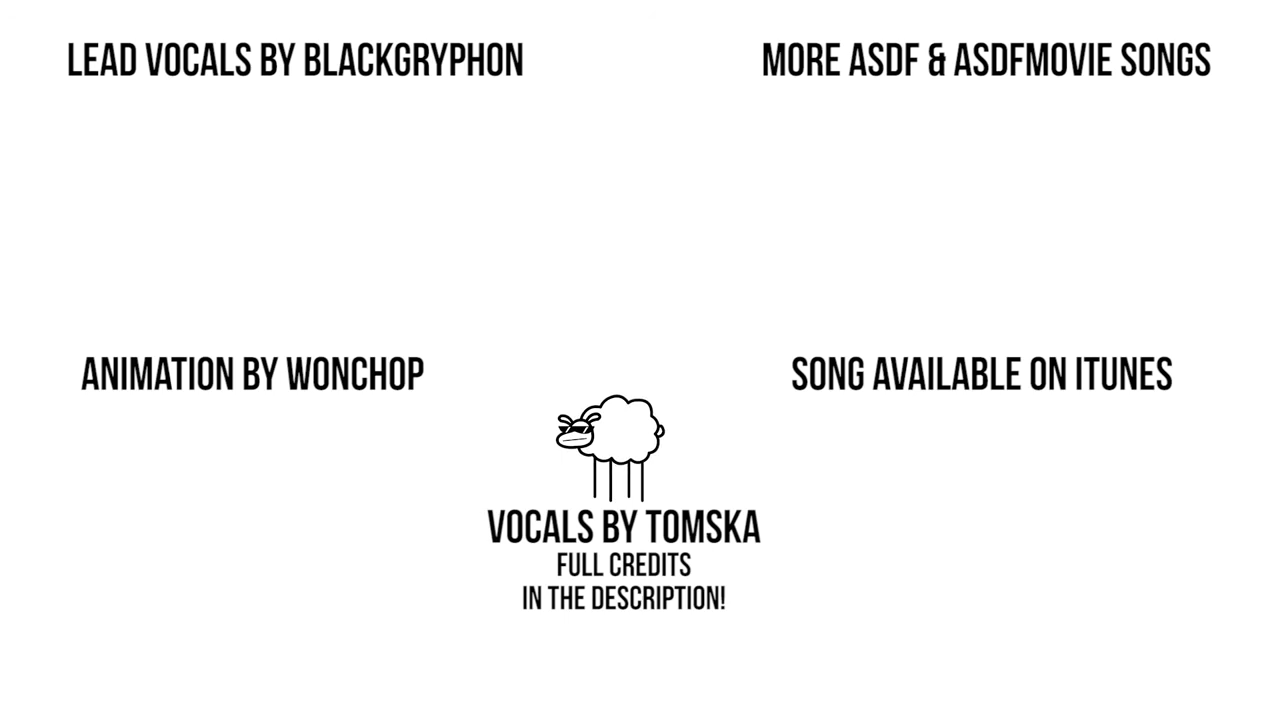 LEAD VOCALS BY BLACKGRYPHON
MORE ASDF & ASDFMOVIE SONGS
ANIMATION BY WONCHOP
SONG AVAILABLE ON ITUNES
VOCALS BY TOMSKA
FULL CREDITS
IN THE DESCRIPTION!